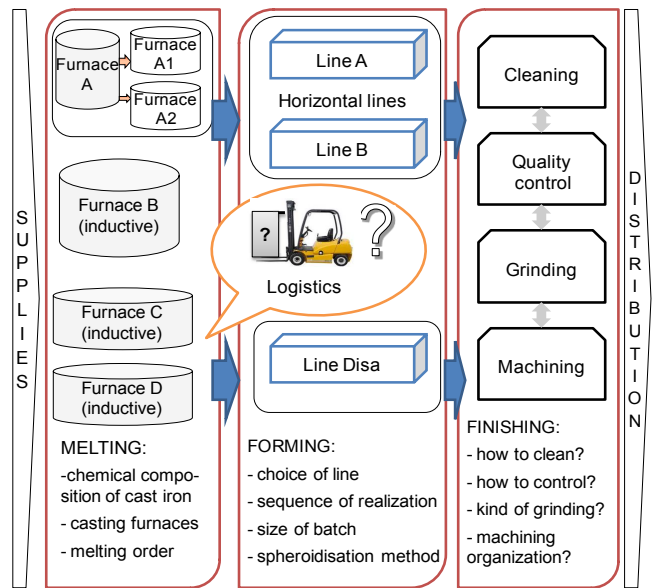 SUPPLIES
Furnace
A
Furnace
A1
Furnace
A2
Furnace B
(inductive)
Furnace C
(inductive)
Furnace D
(inductive)
MELTING:
-chemical compo-
sition of cast iron
- casting furnaces
- melting order
Line A
Horizontal lines
Line B
?
?
Logistics
Line Disa
FORMING:
- choice of line
- sequence of realization
- size of batch
- spheroidisation method
Cleaning
Quality
control
Grinding
Machining
FINISHING:
- how to clean?
- how to control?
- kind of grinding?
- machining
organization?
DISTRIBUTION